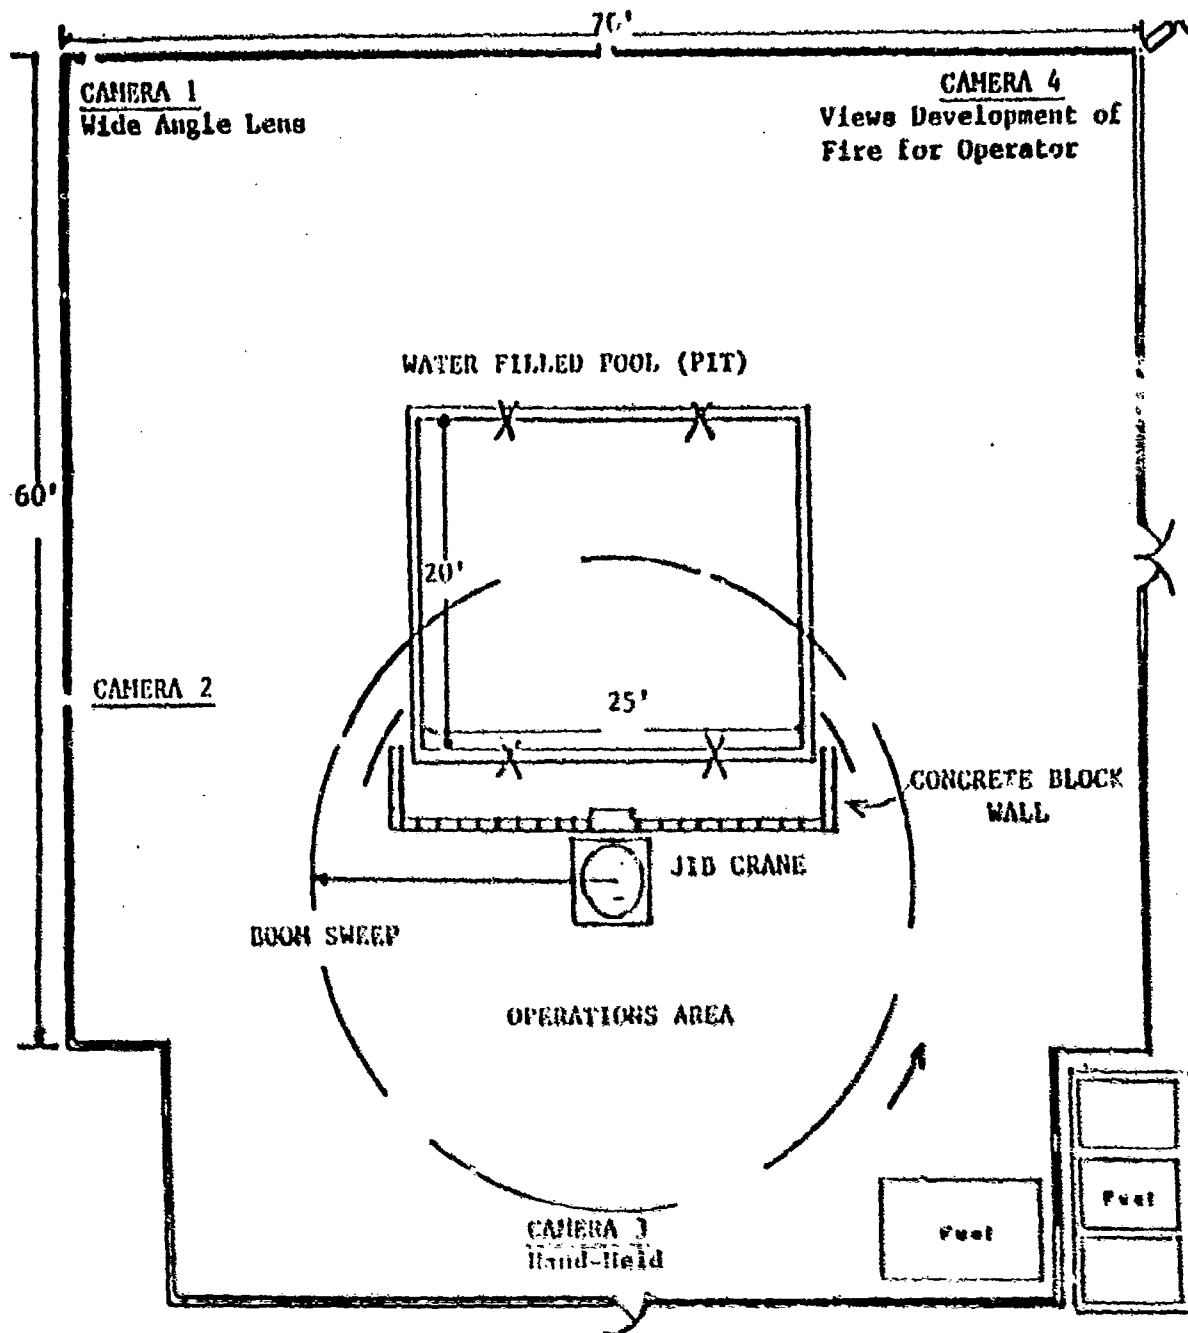 70'
CAMERA 1
Wide Angle Lens
CAMERA 4
Views Development of
Fire for Operator
WATER FILLED POOL (PIT)
60'
20'
CAMERA 2
25'
CONCRETE BLOCK
WALL
JIB CRANE
BOOM SWEEP
OPERATIONS AREA
Fuel
Fuel
CAMERA 3
Hand-Held